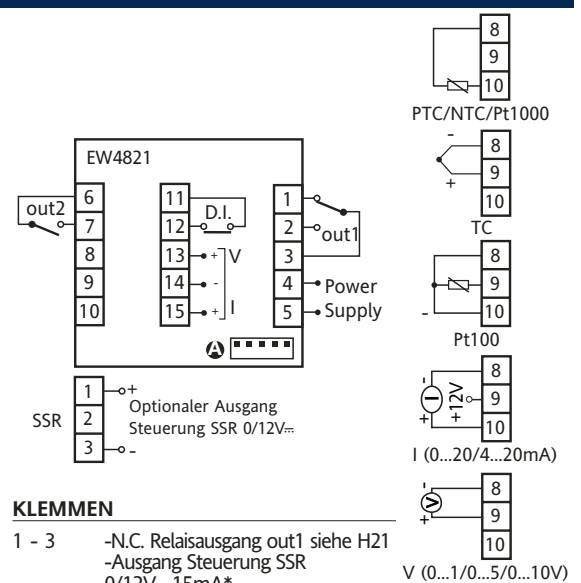 EW4821
out2
6
7
8
9
10
11
12
13
14
15
D.I.
+ V
-
+ I
1
2
3
4
5
out1
Power
Supply
A
SSR
1
2
3
+
-
Optionaler Ausgang
Steuerung SSR 0/12V⎓
8
9
10
PTC/NTC/Pt1000
-
+
8
9
10
TC
-
8
9
10
Pt100
-
+
I
+12V
8
9
10
I (0...20/4...20mA)
-
+
V
8
9
10
V (0...1/0...5/0...10V)
KLEMMEN
1 - 3 -N.C. Relaisausgang out1 siehe H21
-Ausgang Steuerung SSR
0/12V⎓15mA*